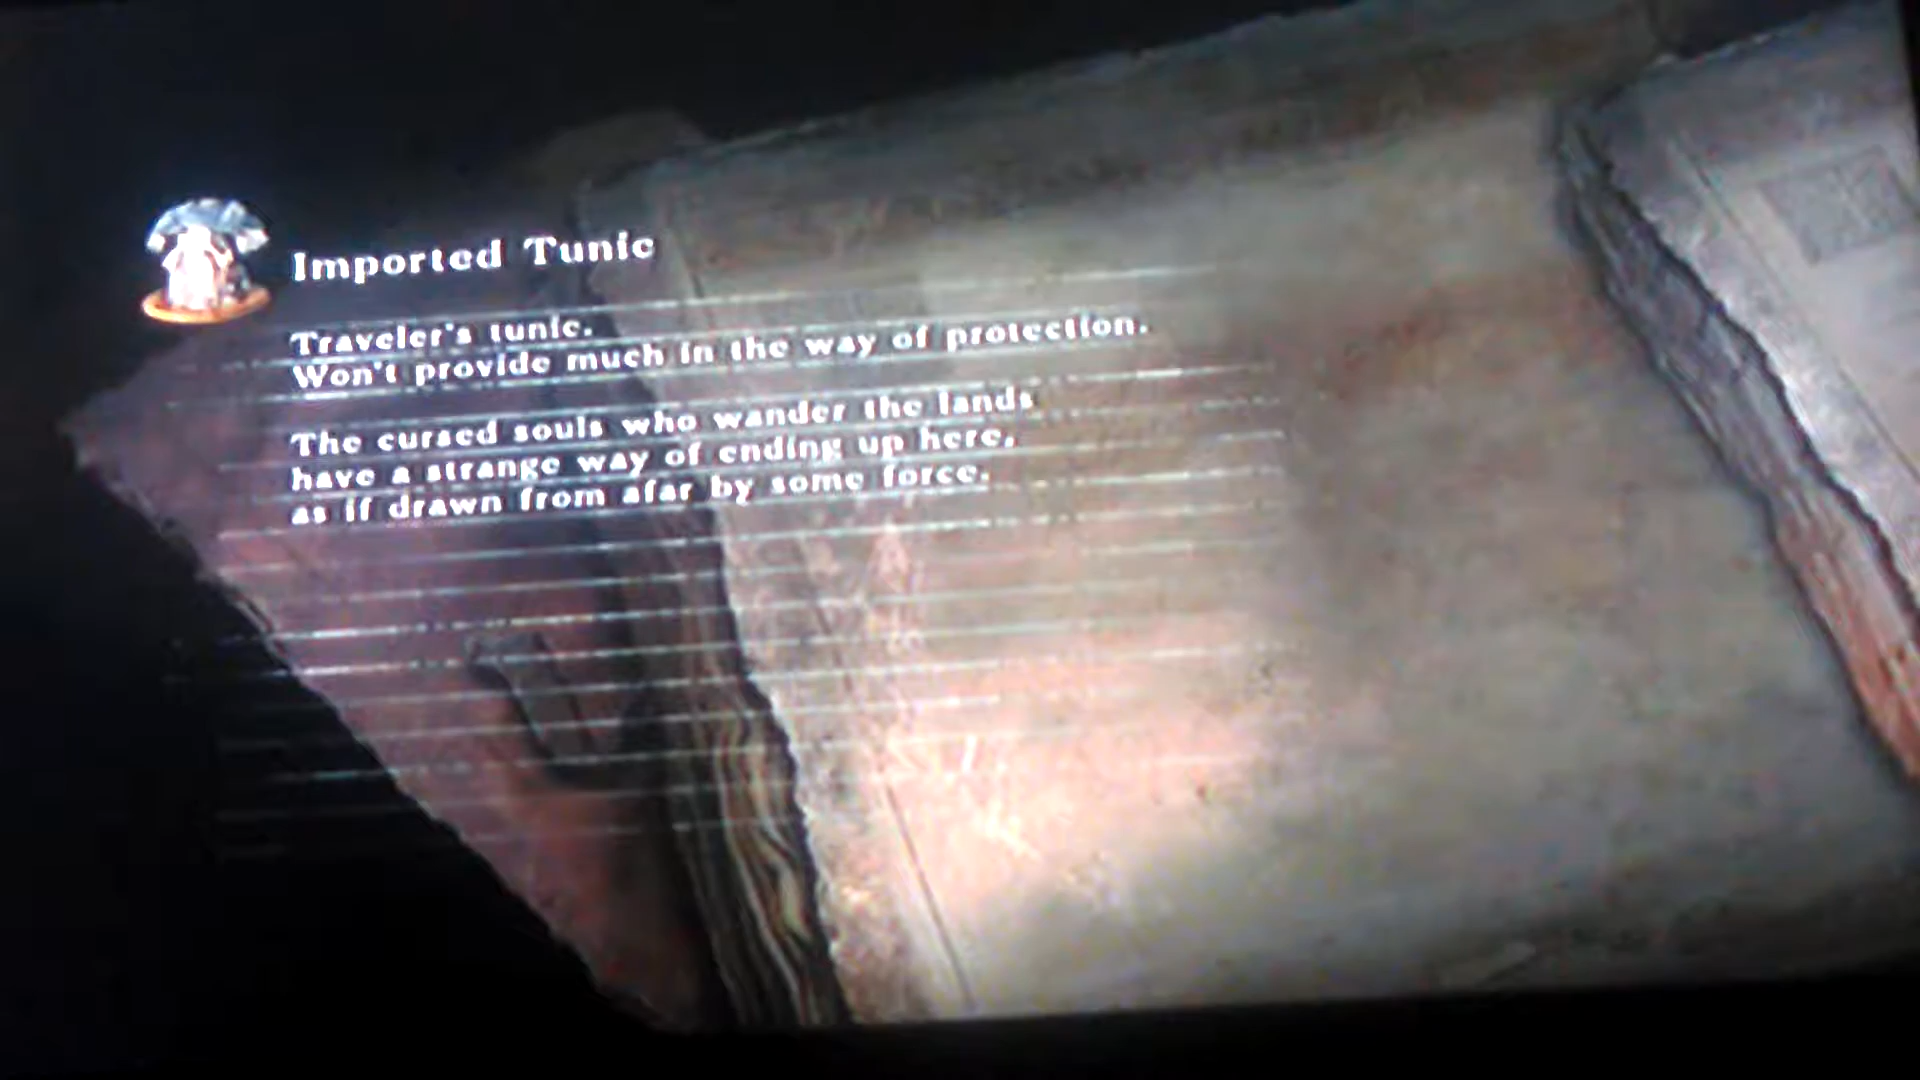 Imported Tunic
Traveler's tunic.
Won't provide much in the way of protection.
The cursed souls who wander the lands
have a strange way of ending up here,
as if drawn from afar by some force.